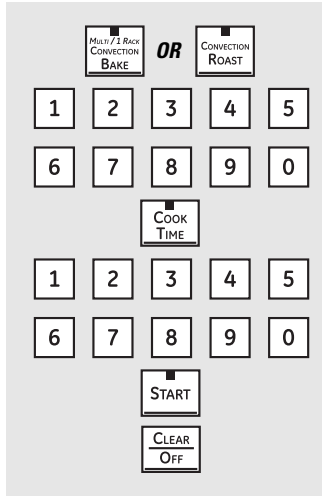 MULTI / 1 RACK
CONVECTION
BAKE
OR
CONVECTION
ROAST
1 2 3 4 5
6 7 8 9 0
COOK
TIME
1 2 3 4 5
6 7 8 9 0
START
CLEAR
OFF